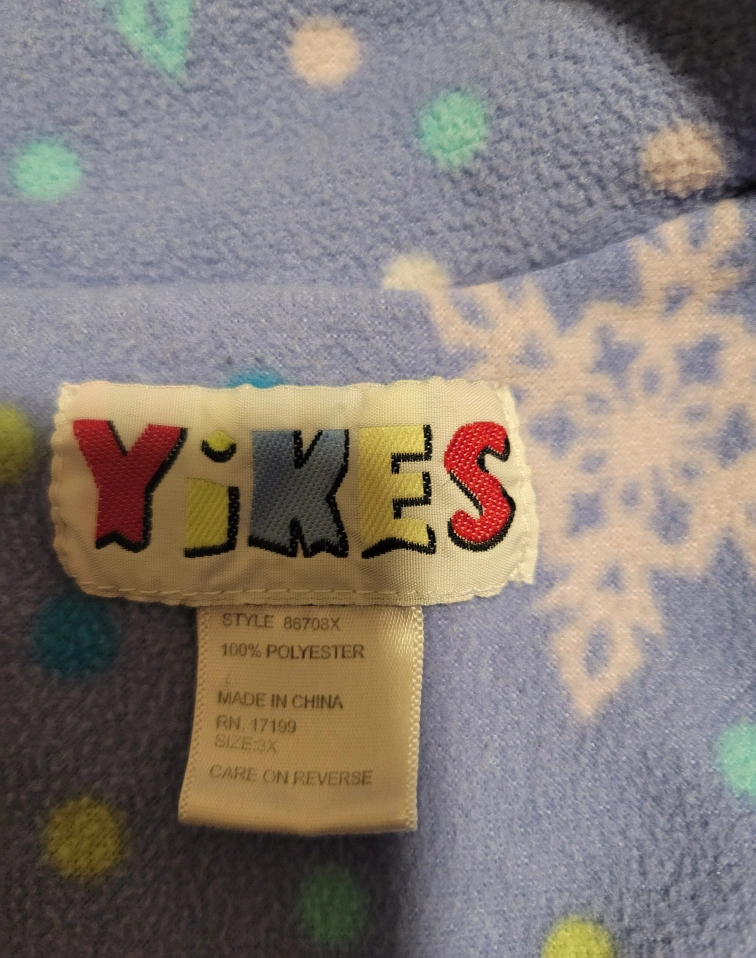 YiKES
STYLE 86708X
100% POLYESTER
MADE IN CHINA
RN. 17199
SIZE:3X
CARE ON REVERSE